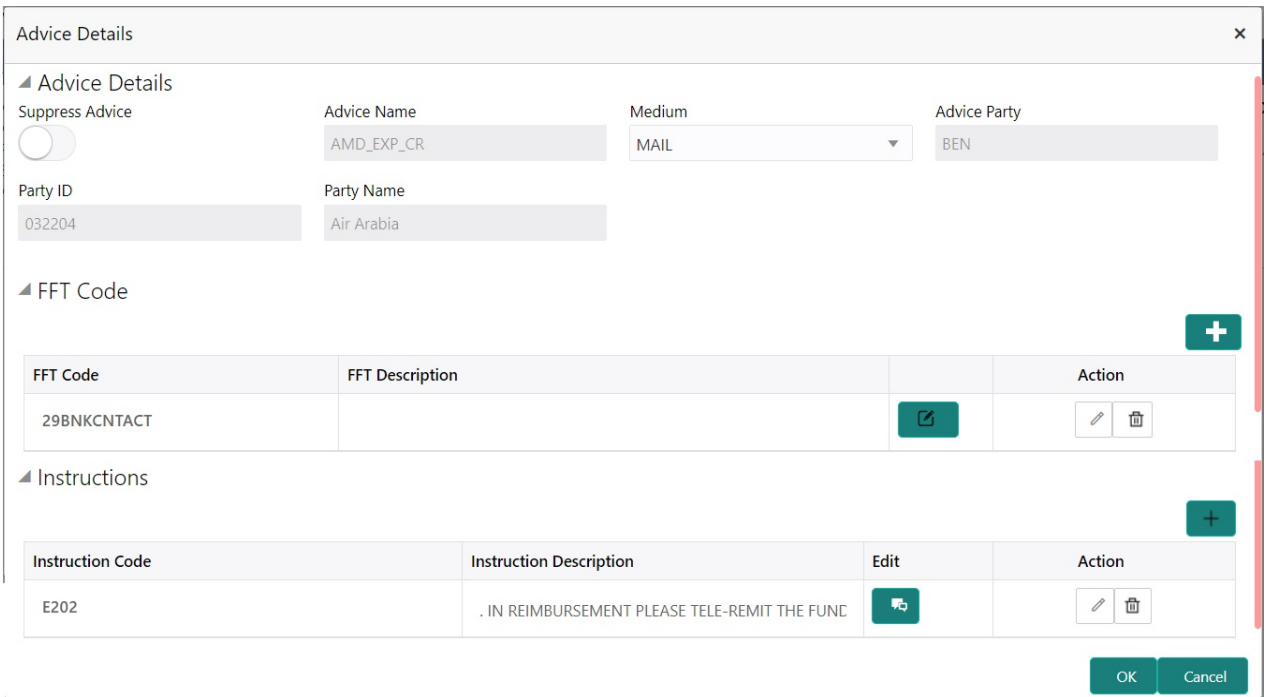 Advice Details
Advice Details
Suppress Advice Advice Name Medium Advice Party
AMD_EXP_CR MAIL BEN
Party ID Party Name
032204 Air Arabia
FFT Code
FFT Code FFT Description Action
29BNKCNTACT
Instructions
Instruction Code Instruction Description Edit Action
E202 . IN REIMBURSEMENT PLEASE TELE-REMIT THE FUND
OK Cancel